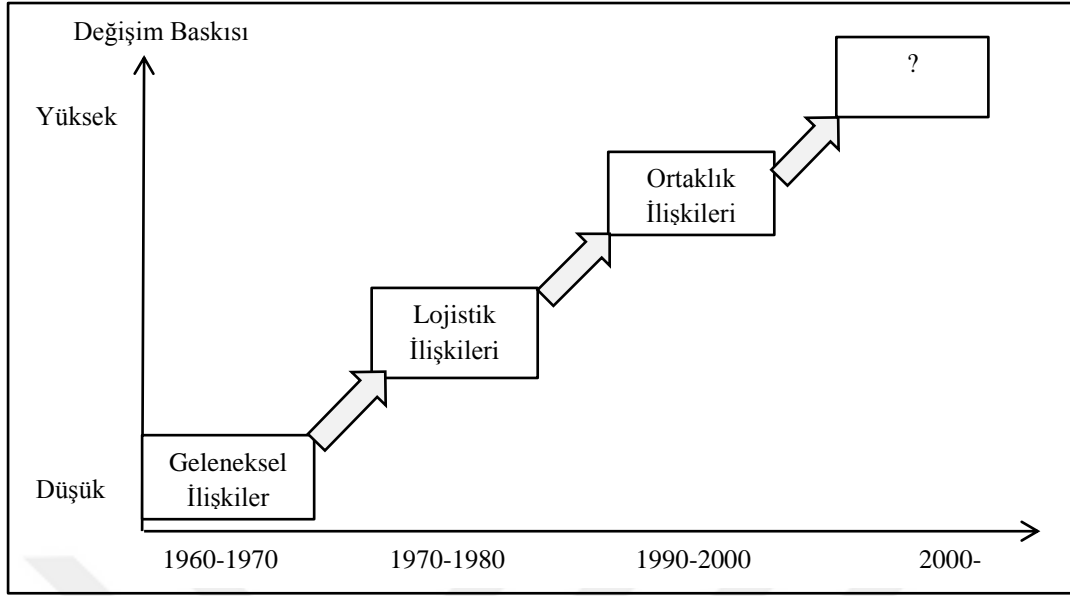 Değişim Baskısı
?
Yüksek
Ortaklık
İlişkileri
Lojistik
İlişkileri
Geleneksel
İlişkiler
Düşük
1960-1970 1970-1980 1990-2000 2000-